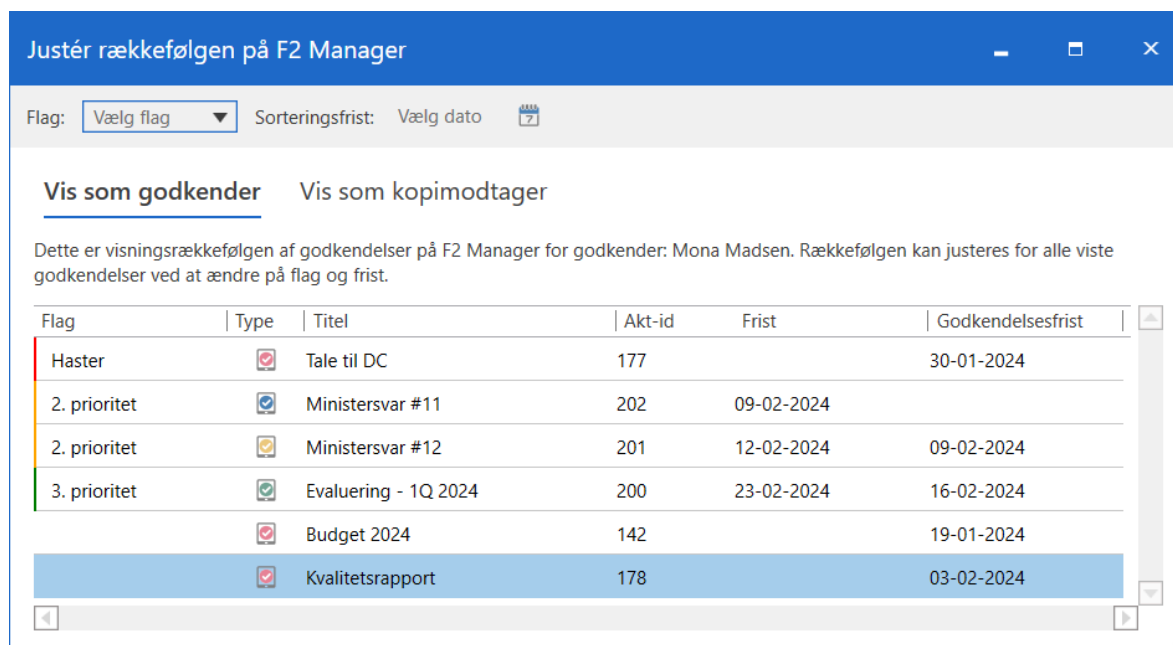 Justér rækkefølgen på F2 Manager
Flag: Vælg flag Sorteringsfrist: Vælg dato 7
Vis som godkender Vis som kopimodtager
Dette er visningsrækkefølgen af godkendelser på F2 Manager for godkender: Mona Madsen. Rækkefølgen kan justeres for alle viste
godkendelser ved at ændre på flag og frist.
Flag Type Titel Akt-id Frist Godkendelsesfrist
Haster Tale til DC 177 30-01-2024
2. prioritet Ministersvar #11 202 09-02-2024
2. prioritet Ministersvar #12 201 12-02-2024 09-02-2024
3. prioritet Evaluering - 1Q 2024 200 23-02-2024 16-02-2024
Budget 2024 142 19-01-2024
Kvalitetsrapport 178 03-02-2024